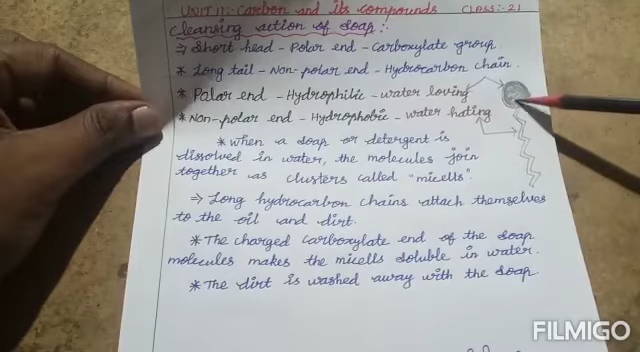 UNIT 11:- Carbon and its compounds CLASS:-21
Cleansing action of soap:-
⇒ Short head - Polar end - Carboxylate group.
* Long tail - Non-polar end - Hydrocarbon chain.
* Polar end - Hydrophilic - water loving
* Non-polar end - Hydrophobic - water hating
* When a soap or detergent is
dissolved in water, the molecules join
together as clusters called "micells".
⇒ Long hydrocarbon chains attach themselves
to the oil and dirt.
* The charged carboxylate end of the soap
molecules makes the micells soluble in water.
* The dirt is washed away with the soap.
FILMIGO